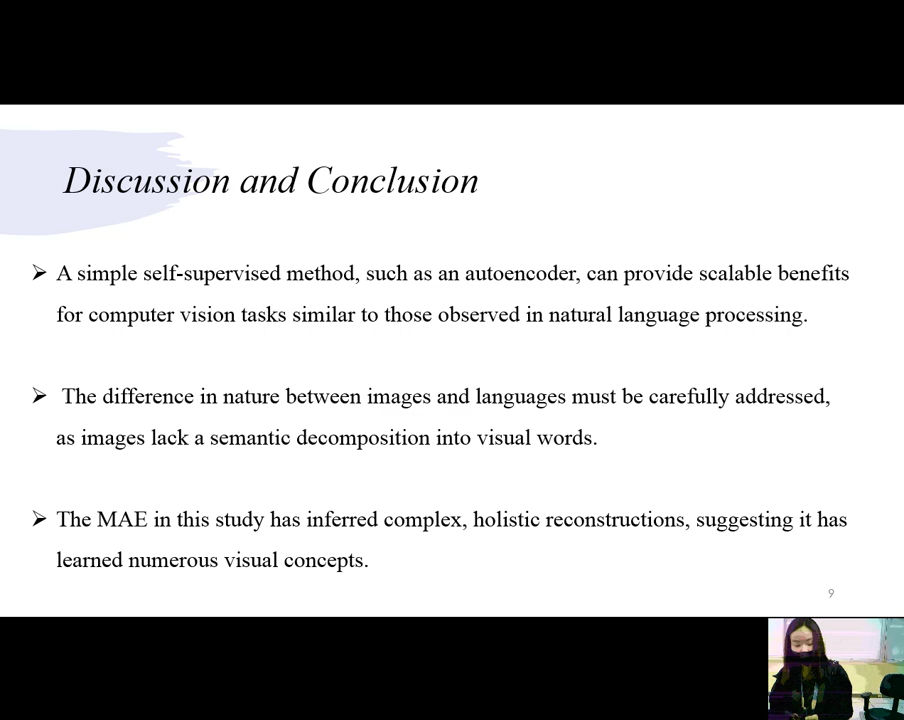 Discussion and Conclusion
➢ A simple self-supervised method, such as an autoencoder, can provide scalable benefits
for computer vision tasks similar to those observed in natural language processing.
➢ The difference in nature between images and languages must be carefully addressed,
as images lack a semantic decomposition into visual words.
➢ The MAE in this study has inferred complex, holistic reconstructions, suggesting it has
learned numerous visual concepts.
9